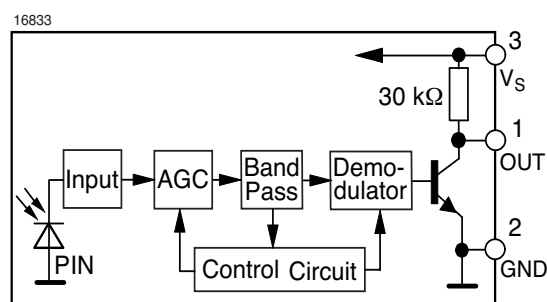 16833
3
VS
30 kΩ
1
OUT
Input
AGC
Band
Pass
Demo-
dulator
2
GND
PIN
Control Circuit